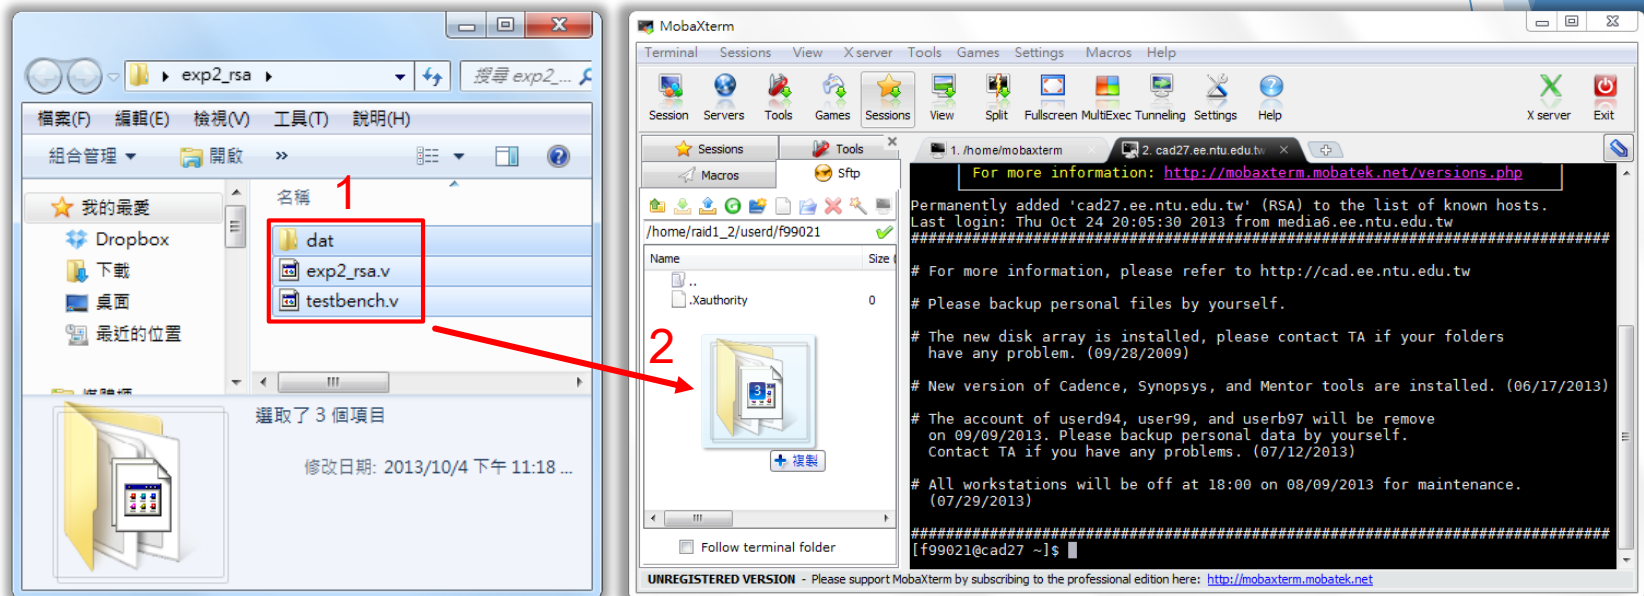 exp2_rsa
搜尋 exp2_...
檔案(F) 編輯(E) 檢視(V) 工具(T) 說明(H)
組合管理 開啟 »
1
我的最愛
Dropbox
下載
桌面
最近的位置
名稱
dat
exp2_rsa.v
testbench.v
選取了 3 個項目
修改日期: 2013/10/4 下午 11:18 ...
MobaXterm
Terminal Sessions View X server Tools Games Settings Macros Help
Session Servers Tools Games Sessions View Split Fullscreen MultiExec Tunneling Settings Help X server Exit
Sessions Tools
Macros Sftp
/home/raid1_2/userd/f99021
Name Size (
..
.Xauthority 0
2
3
複製
Follow terminal folder
1. /home/mobaxterm
2. cad27.ee.ntu.edu.tw
For more information: http://mobaxterm.mobatek.net/versions.php
Permanently added 'cad27.ee.ntu.edu.tw' (RSA) to the list of known hosts.
Last login: Thu Oct 24 20:05:30 2013 from media6.ee.ntu.edu.tw
################################################################################
# For more information, please refer to http://cad.ee.ntu.edu.tw
# Please backup personal files by yourself.
# The new disk array is installed, please contact TA if your folders
have any problem. (09/28/2009)
# New version of Cadence, Synopsys, and Mentor tools are installed. (06/17/2013)
# The account of userd94, user99, and userb97 will be remove
on 09/09/2013. Please backup personal data by yourself.
Contact TA if you have any problems. (07/12/2013)
# All workstations will be off at 18:00 on 08/09/2013 for maintenance.
(07/29/2013)
################################################################################
[f99021@cad27 ~]$
UNREGISTERED VERSION - Please support MobaXterm by subscribing to the professional edition here: http://mobaxterm.mobatek.net